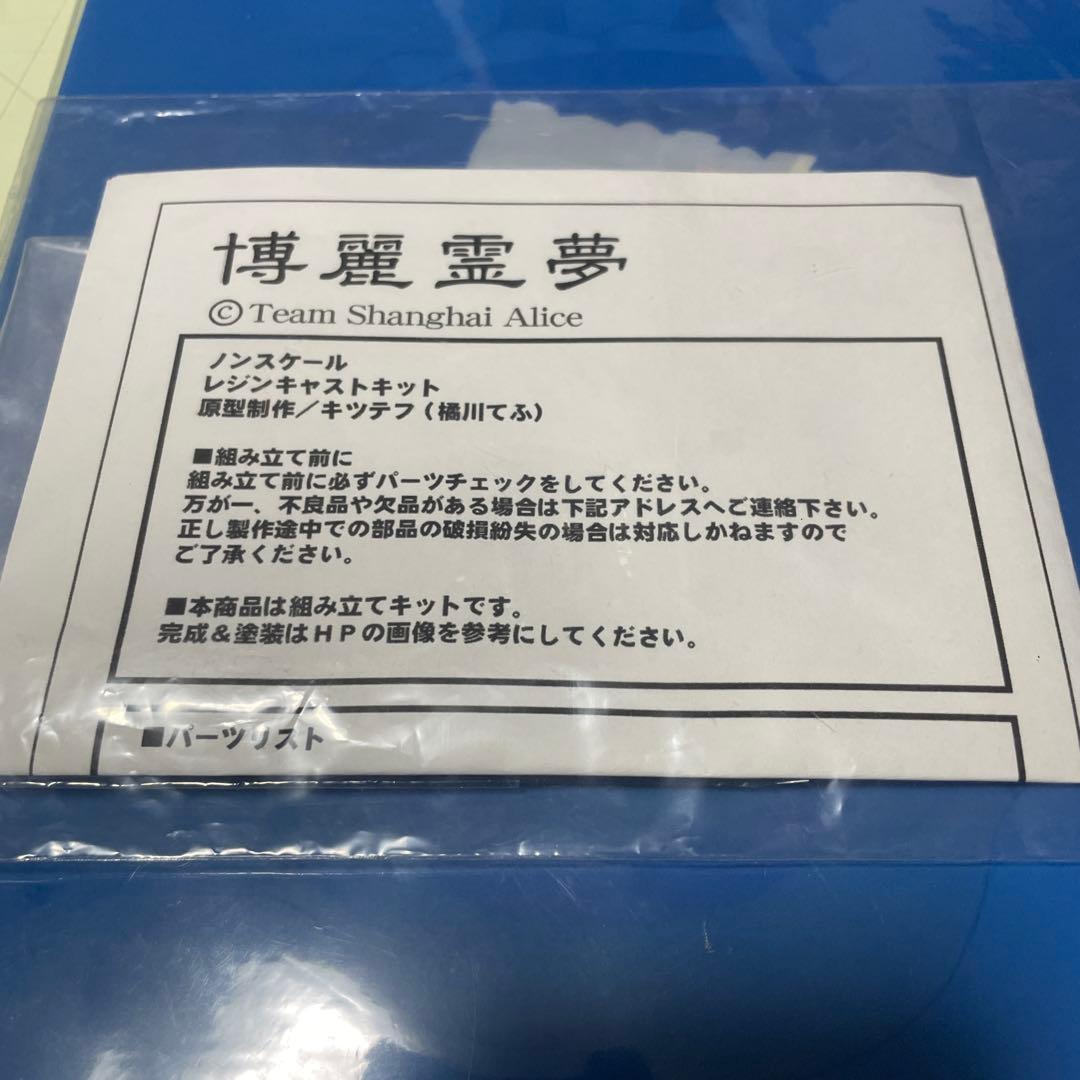 博麗霊夢
©Team Shanghai Alice
ノンスケール
レジンキャストキット
原型制作／キツテフ（橘川てふ）
■組み立て前に
組み立て前に必ずパーツチェックをしてください。
万が一、不良品や欠品がある場合は下記アドレスへご連絡下さい。
正し製作途中での部品の破損紛失の場合は対応しかねますので
ご了承ください。
■本商品は組み立てキットです。
完成＆塗装はＨＰの画像を参考にしてください。
■パーツリスト